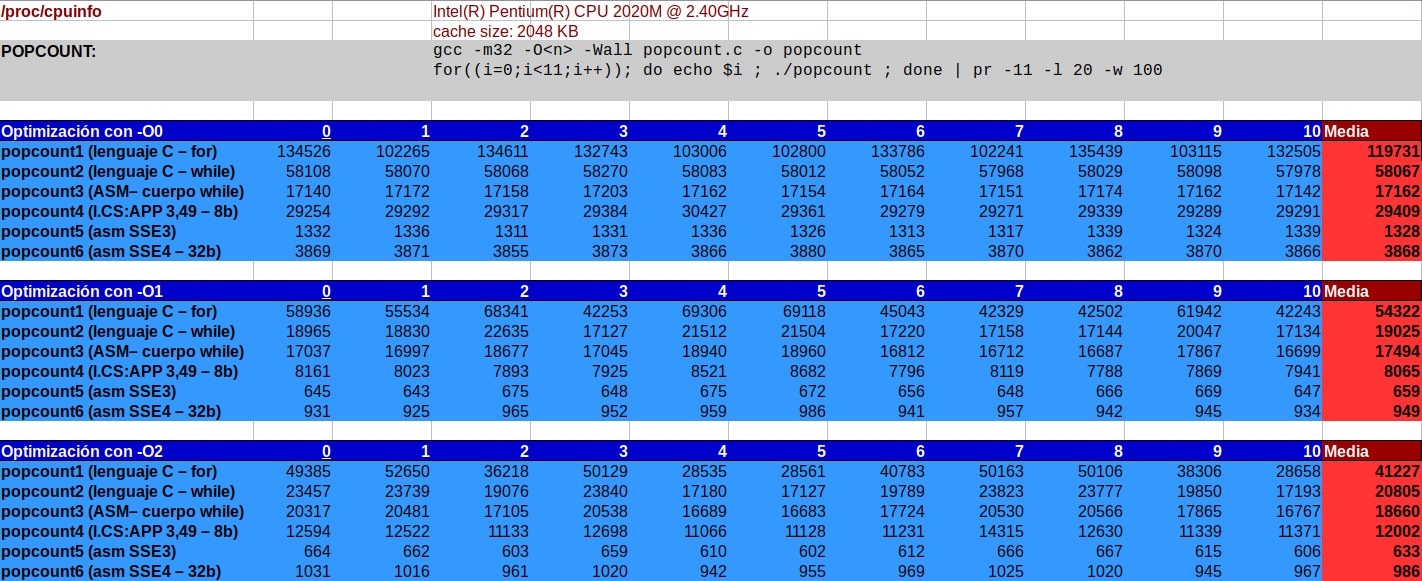 /proc/cpuinfo Intel(R) Pentium(R) CPU 2020M @ 2.40GHz
cache size: 2048 KB
POPCOUNT: gcc -m32 -O<n> -Wall popcount.c -o popcount
for((i=0;i<11;i++)); do echo $i ; ./popcount ; done | pr -11 -l 20 -w 100
Optimización con -O0 0 1 2 3 4 5 6 7 8 9 10 Media
popcount1 (lenguaje C – for) 134526 102265 134611 132743 103006 102800 133786 102241 135439 103115 132505 119731
popcount2 (lenguaje C – while) 58108 58070 58068 58270 58083 58012 58052 57968 58029 58098 57978 58067
popcount3 (ASM– cuerpo while) 17140 17172 17158 17203 17162 17154 17164 17151 17174 17162 17142 17162
popcount4 (l.CS:APP 3,49 – 8b) 29254 29292 29317 29384 30427 29361 29279 29271 29339 29289 29291 29409
popcount5 (asm SSE3) 1332 1336 1311 1331 1336 1326 1313 1317 1339 1324 1339 1328
popcount6 (asm SSE4 – 32b) 3869 3871 3855 3873 3866 3880 3865 3870 3862 3870 3866 3868
Optimización con -O1 0 1 2 3 4 5 6 7 8 9 10 Media
popcount1 (lenguaje C – for) 58936 55534 68341 42253 69306 69118 45043 42329 42502 61942 42243 54322
popcount2 (lenguaje C – while) 18965 18830 22635 17127 21512 21504 17220 17158 17144 20047 17134 19025
popcount3 (ASM– cuerpo while) 17037 16997 18677 17045 18940 18960 16812 16712 16687 17867 16699 17494
popcount4 (l.CS:APP 3,49 – 8b) 8161 8023 7893 7925 8521 8682 7796 8119 7788 7869 7941 8065
popcount5 (asm SSE3) 645 643 675 648 675 672 656 648 666 669 647 659
popcount6 (asm SSE4 – 32b) 931 925 965 952 959 986 941 957 942 945 934 949
Optimización con -O2 0 1 2 3 4 5 6 7 8 9 10 Media
popcount1 (lenguaje C – for) 49385 52650 36218 50129 28535 28561 40783 50163 50106 38306 28658 41227
popcount2 (lenguaje C – while) 23457 23739 19076 23840 17180 17127 19789 23823 23777 19850 17193 20805
popcount3 (ASM– cuerpo while) 20317 20481 17105 20538 16689 16683 17724 20530 20566 17865 16767 18660
popcount4 (l.CS:APP 3,49 – 8b) 12594 12522 11133 12698 11066 11128 11231 14315 12630 11339 11371 12002
popcount5 (asm SSE3) 664 662 603 659 610 602 612 666 667 615 606 633
popcount6 (asm SSE4 – 32b) 1031 1016 961 1020 942 955 969 1025 1020 945 967 986